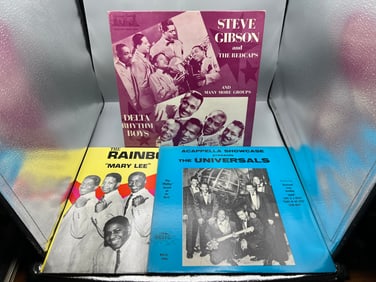 STEVE
GIBSON
and
THE REDCAPS
AND
MANY MORE GROUPS
DELTA
RHYTHM
BOYS
THE
RAINBO
"MARY LEE"
ACAPPELLA SHOWCASE
THE UNIVERSALS